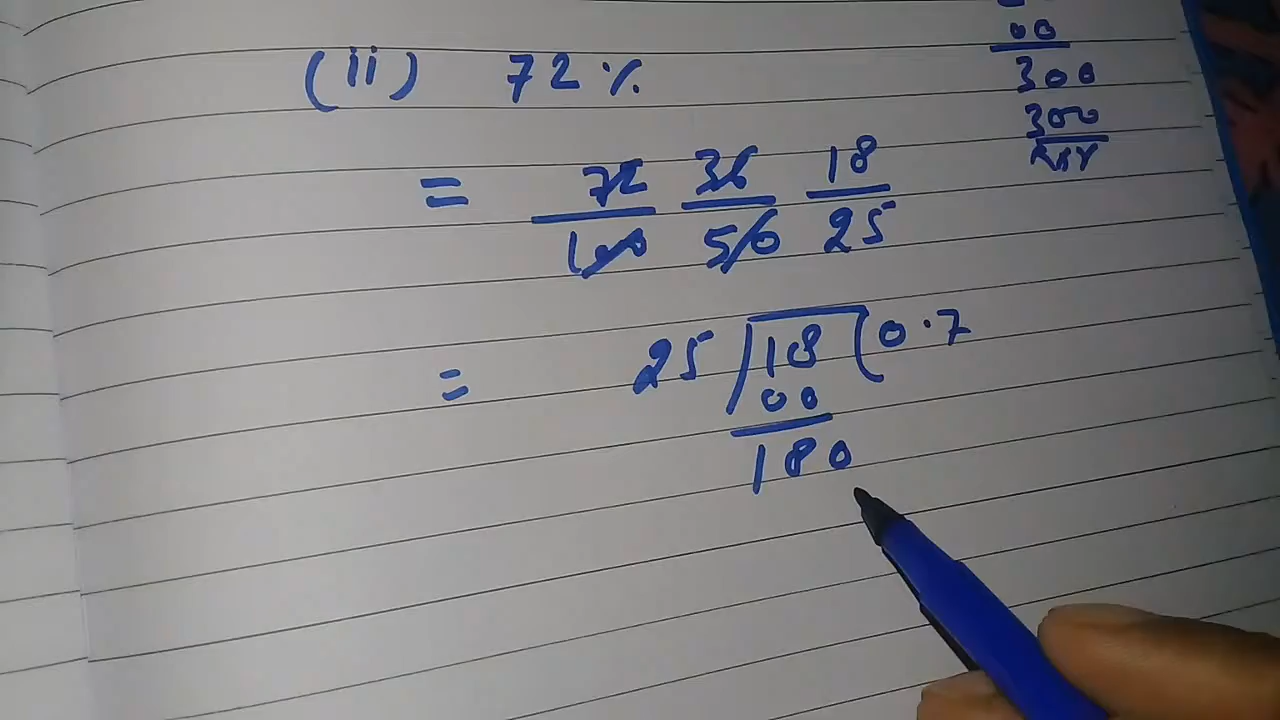 00
300
300
(ii) 72%
= 72/100 36/50 18/25
= 25 18 ( 0.7
00
180